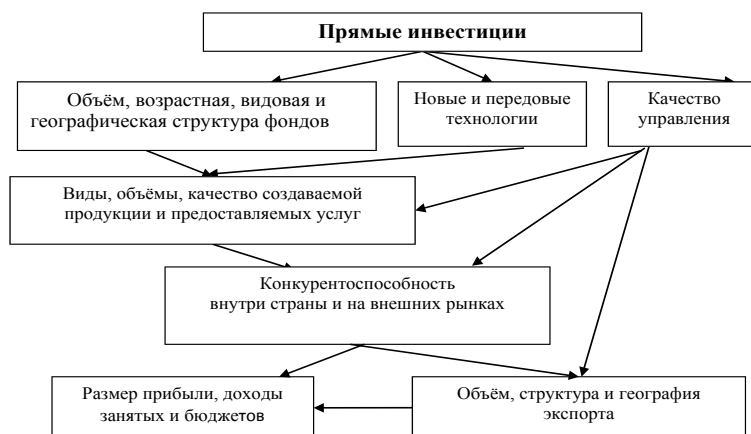 Прямые инвестиции
Объём, возрастная, видовая и
географическая структура фондов
Новые и передовые
технологии
Качество
управления
Виды, объёмы, качество создаваемой
продукции и предоставляемых услуг
Конкурентоспособность
внутри страны и на внешних рынках
Размер прибыли, доходы
занятых и бюджетов
Объём, структура и география
экспорта